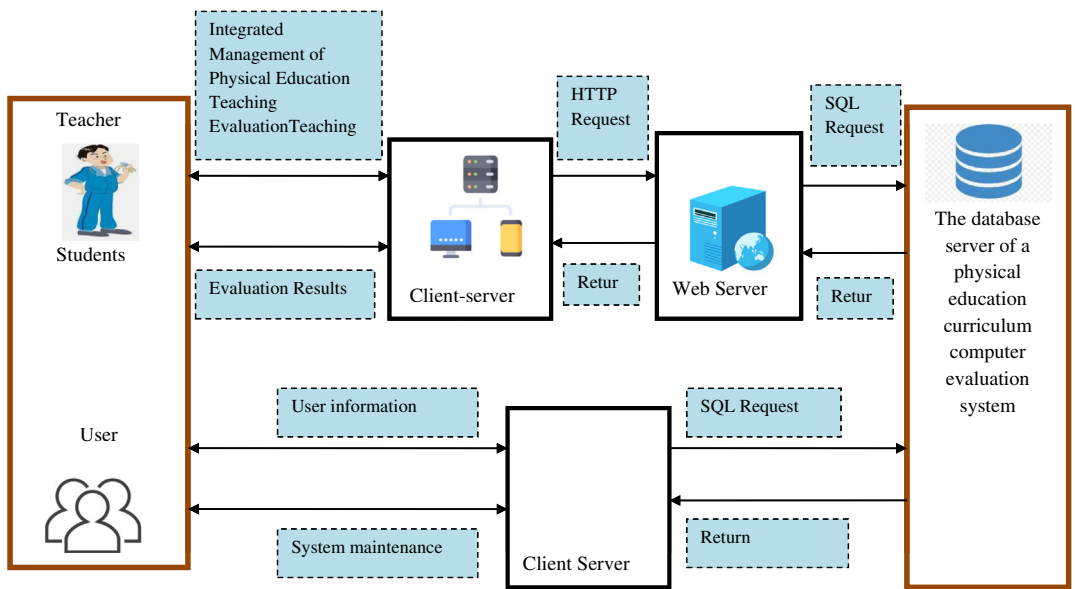 Integrated
Management of
Physical Education
Teaching
EvaluationTeaching
HTTP
Request
SQL
Request
Teacher
Students
Evaluation Results
Client-server
Retur
Web Server
Retur
The database
server of a
physical
education
curriculum
computer
evaluation
system
User information
SQL Request
User
System maintenance
Client Server
Return